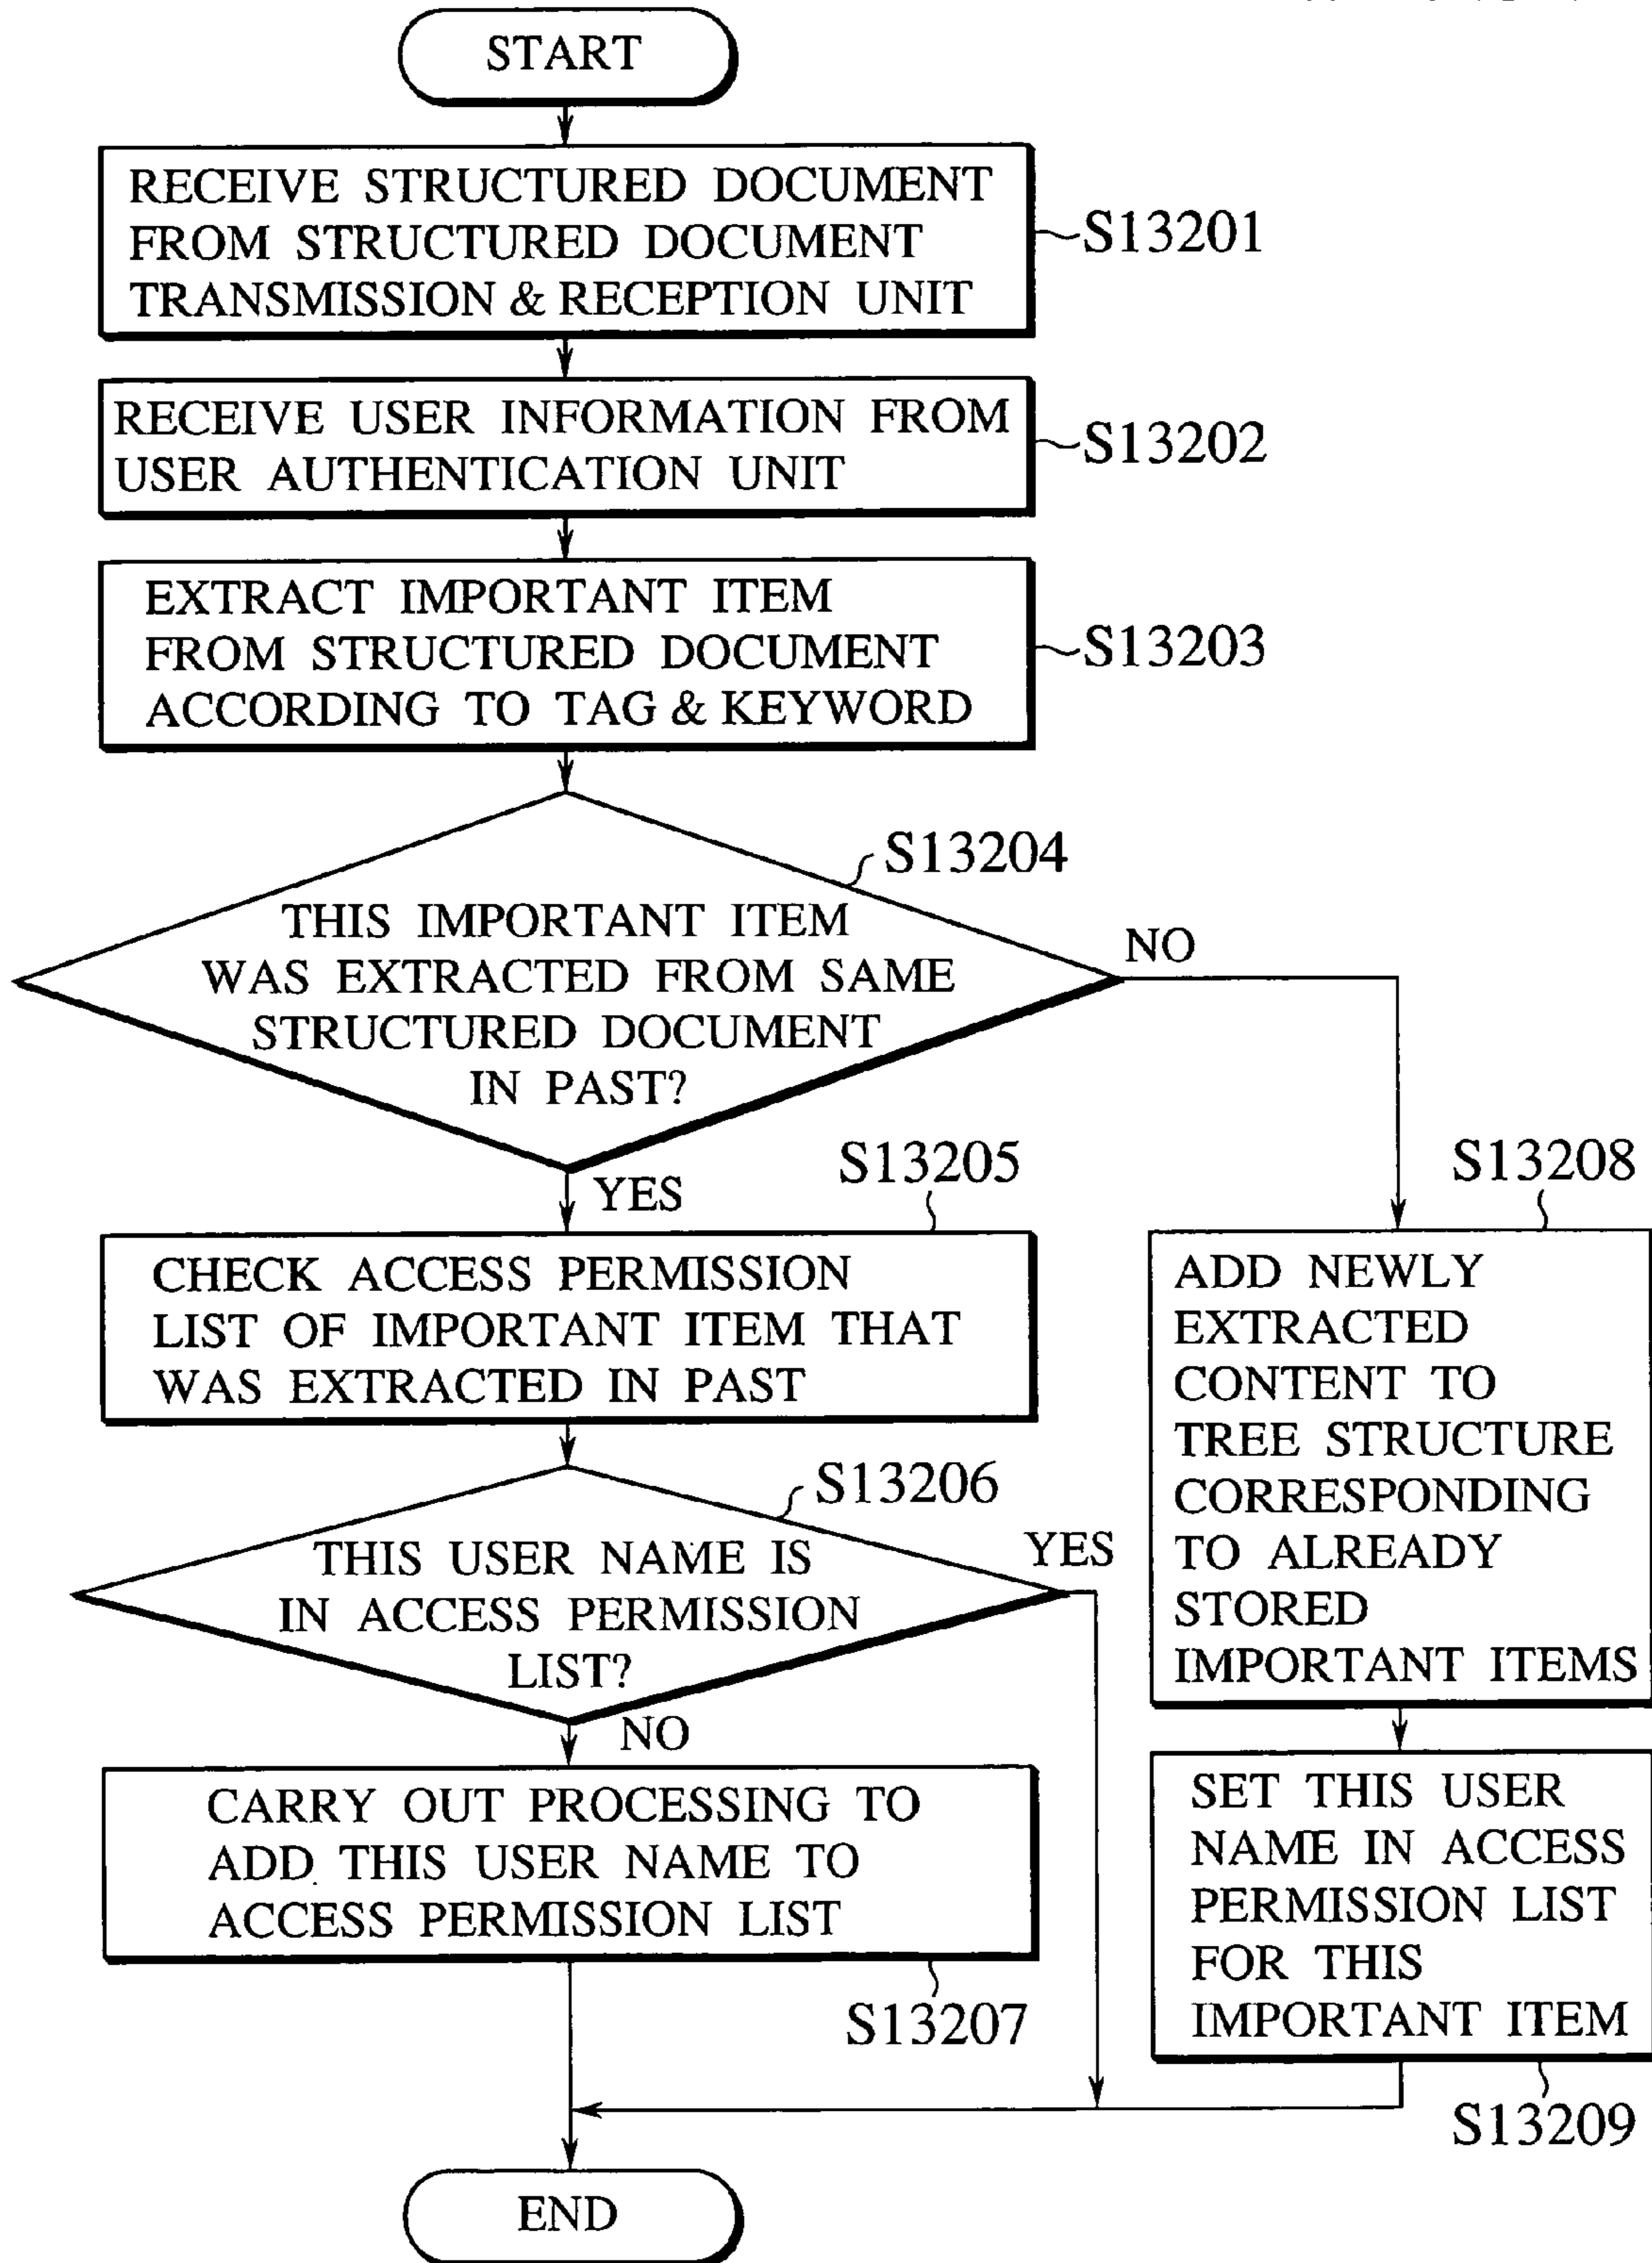 START
RECEIVE STRUCTURED DOCUMENT
FROM STRUCTURED DOCUMENT
TRANSMISSION & RECEPTION UNIT
S13201
RECEIVE USER INFORMATION FROM
USER AUTHENTICATION UNIT
S13202
EXTRACT IMPORTANT ITEM
FROM STRUCTURED DOCUMENT
ACCORDING TO TAG & KEYWORD
S13203
S13204
THIS IMPORTANT ITEM
WAS EXTRACTED FROM SAME
STRUCTURED DOCUMENT
IN PAST?
NO
YES
S13205
CHECK ACCESS PERMISSION
LIST OF IMPORTANT ITEM THAT
WAS EXTRACTED IN PAST
S13206
THIS USER NAME IS
IN ACCESS PERMISSION
LIST?
YES
NO
CARRY OUT PROCESSING TO
ADD THIS USER NAME TO
ACCESS PERMISSION LIST
S13207
S13208
ADD NEWLY
EXTRACTED
CONTENT TO
TREE STRUCTURE
CORRESPONDING
TO ALREADY
STORED
IMPORTANT ITEMS
SET THIS USER
NAME IN ACCESS
PERMISSION LIST
FOR THIS
IMPORTANT ITEM
S13209
END